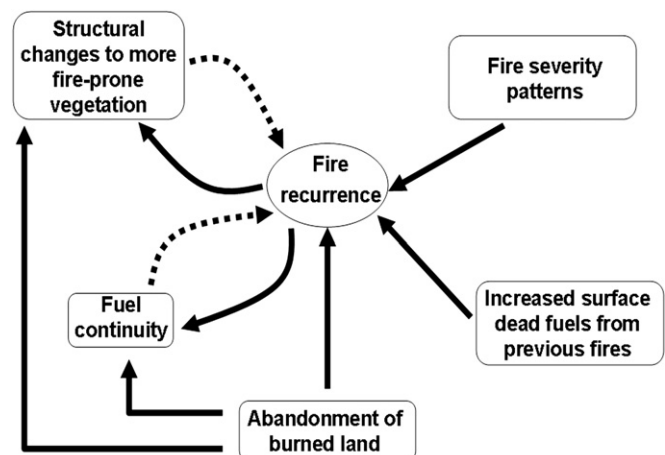 Structural
changes to more
fire-prone
vegetation
Fire severity
patterns
Fire
recurrence
Fuel
continuity
Increased surface
dead fuels from
previous fires
Abandonment of
burned land